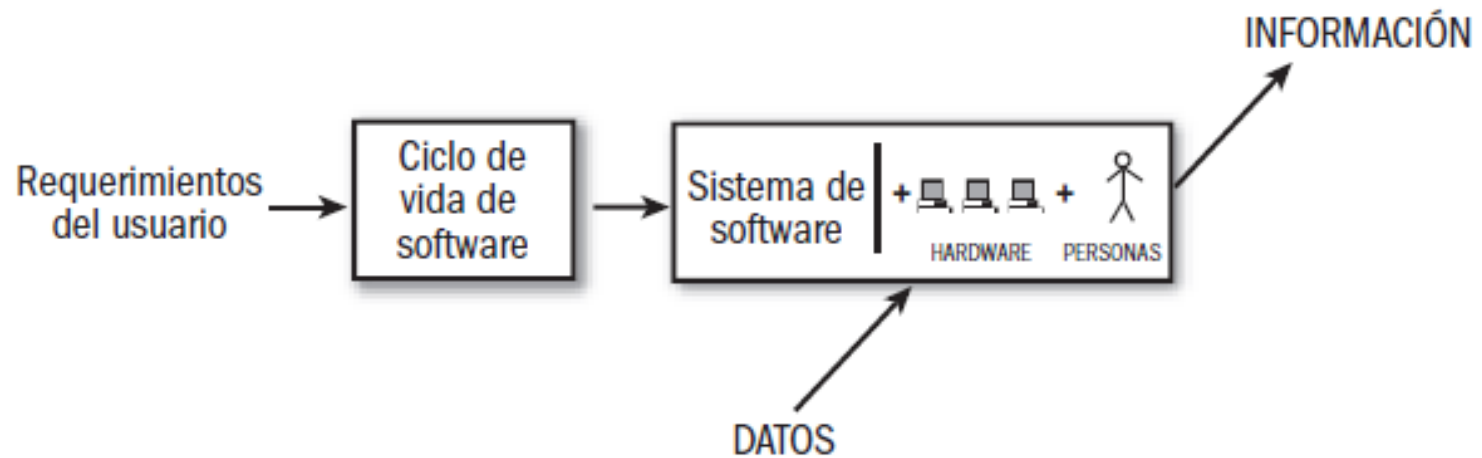 INFORMACIÓN
Requerimientos
del usuario
Ciclo de
vida de
software
Sistema de
software
+ + 
HARDWARE PERSONAS
DATOS